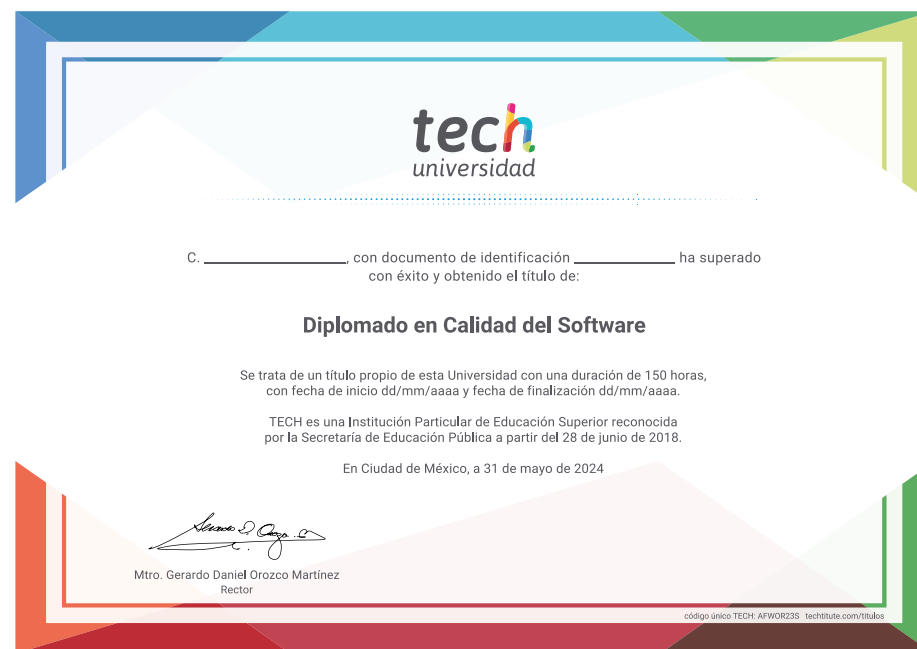 tech
universidad
C. ____________, con documento de identificación ____________ ha superado
con éxito y obtenido el título de:
Diplomado en Calidad del Software
Se trata de un título propio de esta Universidad con una duración de 150 horas,
con fecha de inicio dd/mm/aaaa y fecha de finalización dd/mm/aaaa.
TECH es una Institución Particular de Educación Superior reconocida
por la Secretaría de Educación Pública a partir del 28 de junio de 2018.
En Ciudad de México, a 31 de mayo de 2024
Mtro. Gerardo Daniel Orozco Martínez
Rector
código único TECH: AFWOR23S techtitute.com/titulos